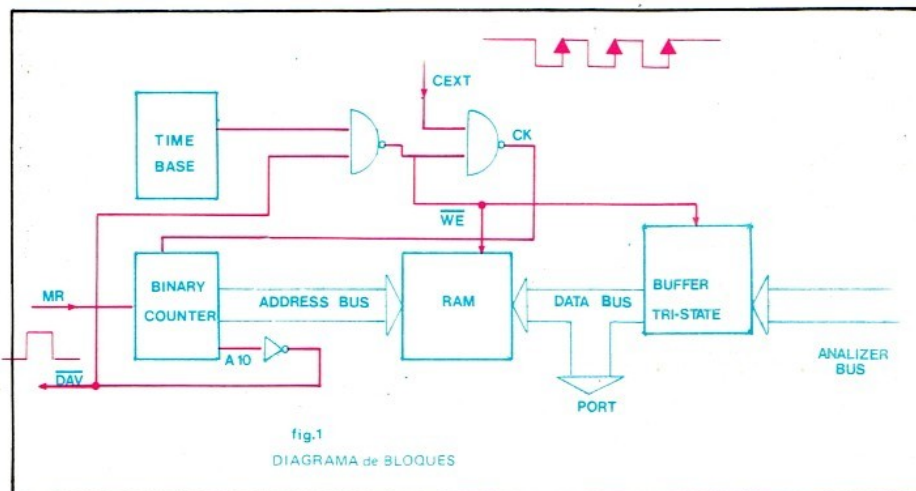 CEXT
TIME
BASE
CK
WE
MR
BINARY
COUNTER
ADDRESS BUS
RAM
DATA BUS
BUFFER
TRI-STATE
A10
DAV
ANALIZER
BUS
PORT
fig.1
DIAGRAMA de BLOQUES